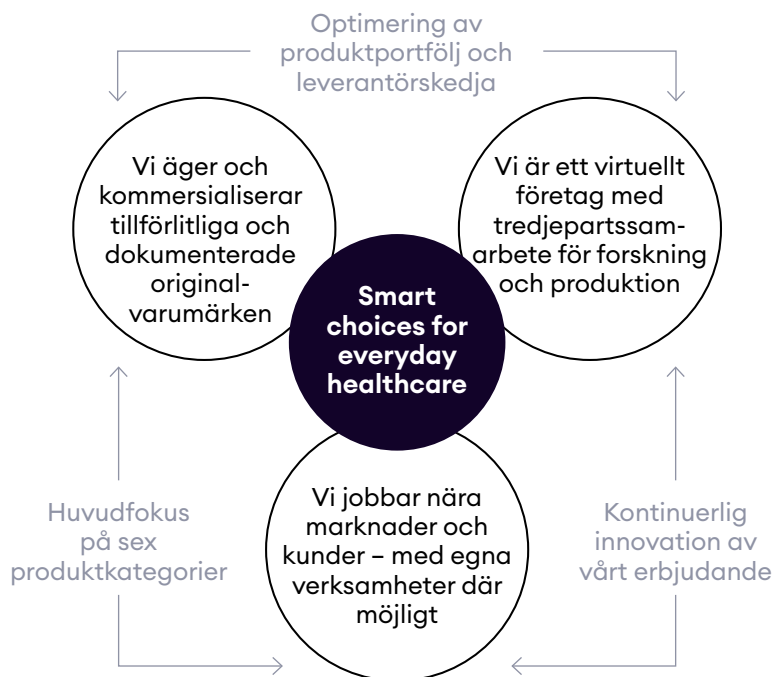 Optimering av
produktportfölj och
leverantörskedja
Vi äger och
kommersialiserar
tillförlitliga och
dokumenterade
original-
varumärken
Vi är ett virtuellt
företag med
tredjepartssam-
arbete för forskning
och produktion
Smart
choices for
everyday
healthcare
Huvudfokus
på sex
produktkategorier
Vi jobbar nära
marknader och
kunder – med egna
verksamheter där
möjligt
Kontinuerlig
innovation av
vårt erbjudande